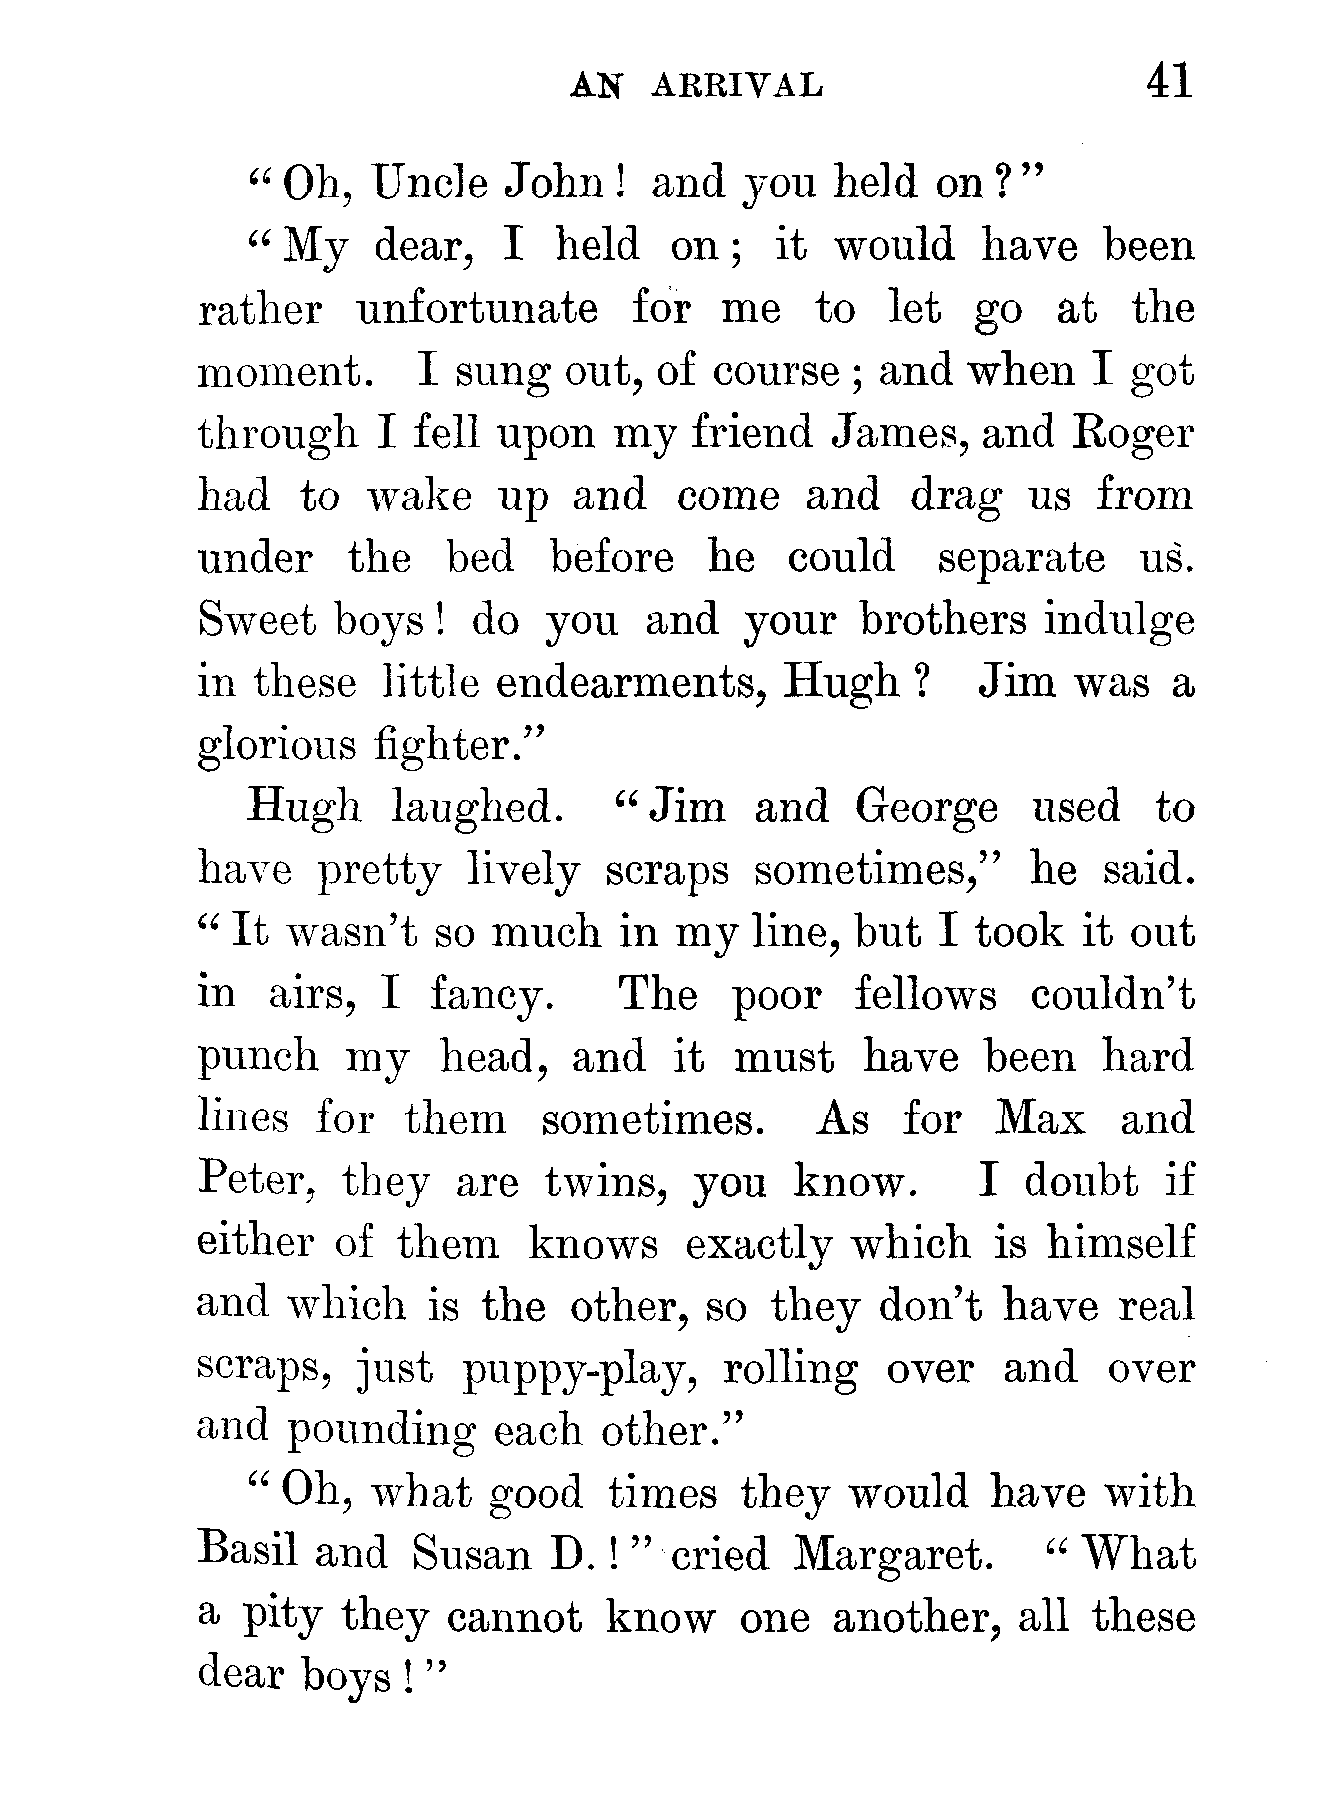 AN ARRIVAL 41
“Oh, Uncle John! and you held on?”
“My dear, I held on; it would have been
rather unfortunate for me to let go at the
moment. I sung out, of course; and when I got
through I fell upon my friend James, and Roger
had to wake up and come and drag us from
under the bed before he could separate us.
Sweet boys! do you and your brothers indulge
in these little endearments, Hugh? Jim was a
glorious fighter.”
Hugh laughed. “Jim and George used to
have pretty lively scraps sometimes,” he said.
“It wasn’t so much in my line, but I took it out
in airs, I fancy. The poor fellows couldn’t
punch my head, and it must have been hard
lines for them sometimes. As for Max and
Peter, they are twins, you know. I doubt if
either of them knows exactly which is himself
and which is the other, so they don’t have real
scraps, just puppy-play, rolling over and over
and pounding each other.”
“Oh, what good times they would have with
Basil and Susan D.!” cried Margaret. “What
a pity they cannot know one another, all these
dear boys!”